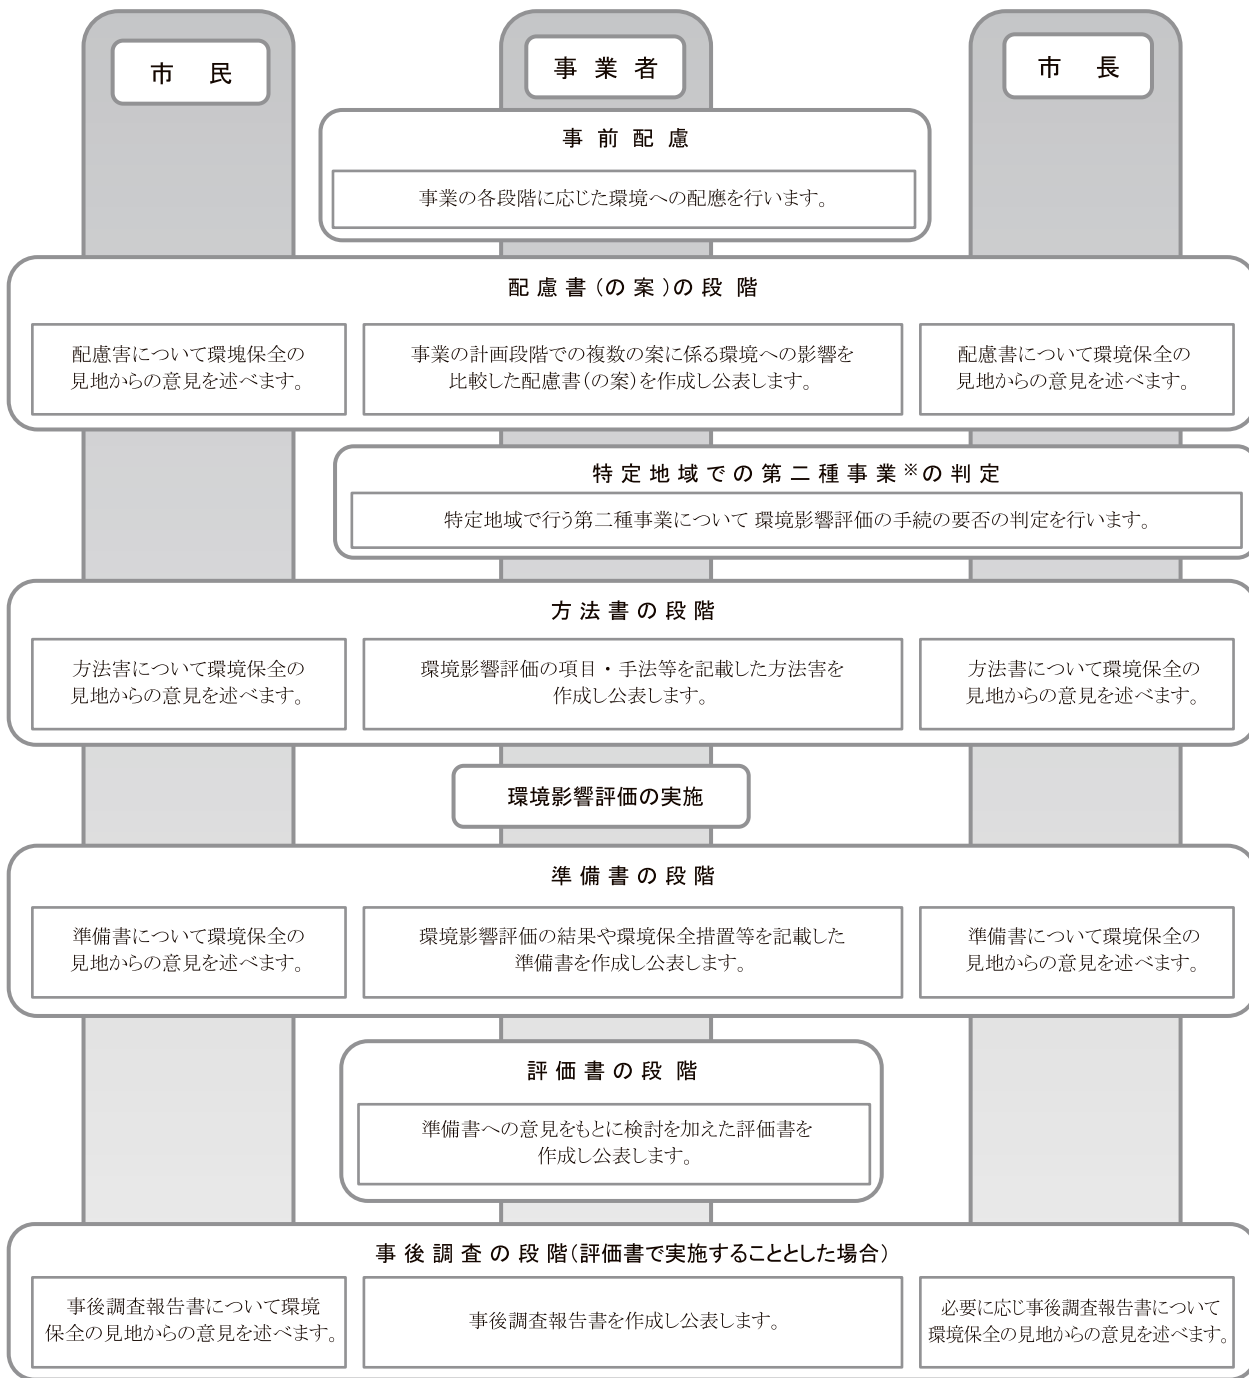 市民
事業者
市長
事前配慮
事業の各段階に応じた環境への配應を行います。
配慮書(の案)の段階
配慮害について環塊保全の
見地からの意見を述べます。
事業の計画段階での複数の案に係る環境への影響を
比較した配慮書(の案)を作成し公表します。
配慮書について環境保全の
見地からの意見を述べます。
特定地域での第二種事業※の判定
特定地域で行う第二種事業について 環境影響評価の手続の要否の判定を行います。
方法書の段階
方法害について環境保全の
見地からの意見を述べます。
環境影響評価の項目・手法等を記載した方法害を
作成し公表します。
方法書について環境保全の
見地からの意見を述べます。
環境影響評価の実施
準備書の段階
準備書について環境保全の
見地からの意見を述べます。
環境影響評価の結果や環境保全措置等を記載した
準備書を作成し公表します。
準備書について環境保全の
見地からの意見を述べます。
評価書の段階
準備書への意見をもとに検討を加えた評価書を
作成し公表します。
事後調査の段階(評価書で実施することとした場合)
事後調査報告書について環境
保全の見地からの意見を述べます。
事後調査報告書を作成し公表します。
必要に応じ事後調査報告書について
環境保全の見地からの意見を述べます。